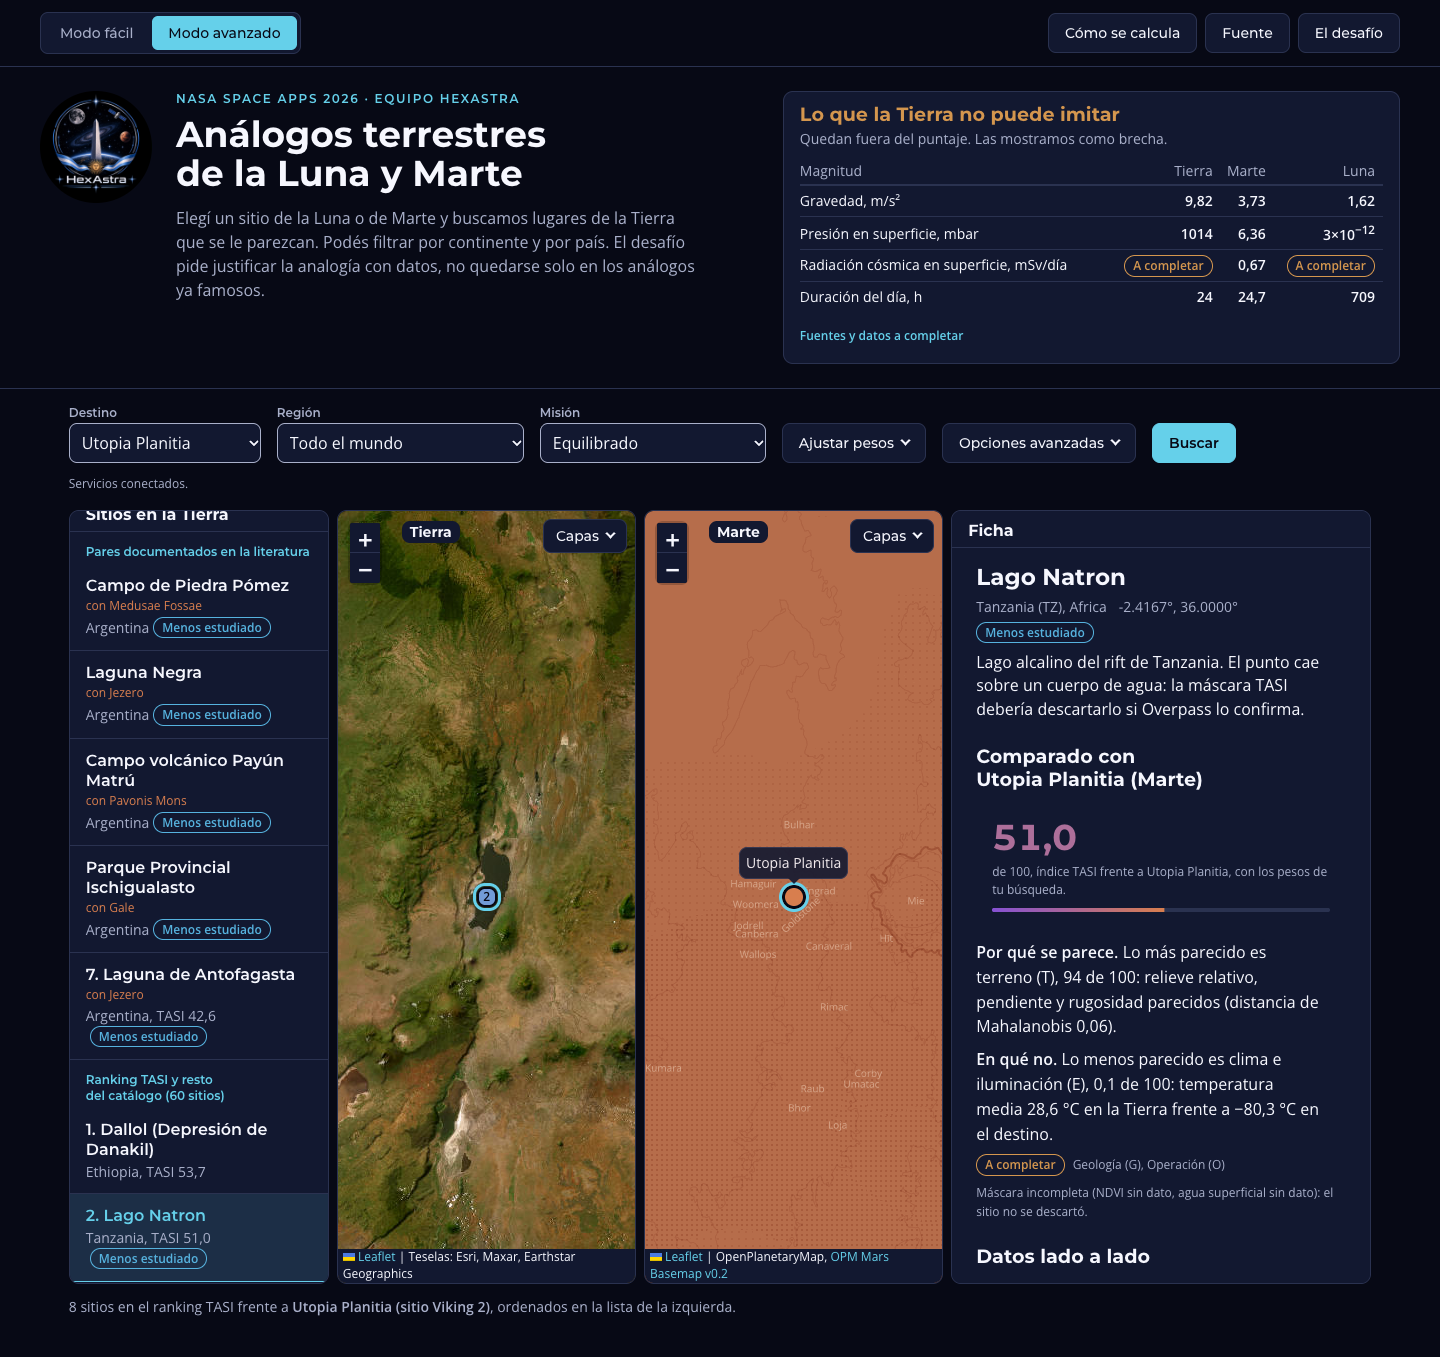 Modo fácil
Modo avanzado
Cómo se calcula
Fuente
El desafío
HexAstra
NASA SPACE APPS 2026 · EQUIPO HEXASTRA
Análogos terrestres
de la Luna y Marte
Elegí un sitio de la Luna o de Marte y buscamos lugares de la Tierra
que se le parezcan. Podés filtrar por continente y por país. El desafío
pide justificar la analogía con datos, no quedarse solo en los análogos
ya famosos.
Lo que la Tierra no puede imitar
Quedan fuera del puntaje. Las mostramos como brecha.
Magnitud Tierra Marte Luna
Gravedad, m/s² 9,82 3,73 1,62
Presión en superficie, mbar 1014 6,36 3×10⁻¹²
Radiación cósmica en superficie, mSv/día A completar 0,67 A completar
Duración del día, h 24 24,7 709
Fuentes y datos a completar
Destino
Utopia Planitia
Región
Todo el mundo
Misión
Equilibrado
Ajustar pesos
Opciones avanzadas
Buscar
Servicios conectados.
Sitios en la Tierra
Pares documentados en la literatura
Campo de Piedra Pómez
con Medusae Fossae
Argentina Menos estudiado
Laguna Negra
con Jezero
Argentina Menos estudiado
Campo volcánico Payún
Matrú
con Pavonis Mons
Argentina Menos estudiado
Parque Provincial
Ischigualasto
con Gale
Argentina Menos estudiado
7. Laguna de Antofagasta
con Jezero
Argentina, TASI 42,6
Menos estudiado
Ranking TASI y resto
del catálogo (60 sitios)
1. Dallol (Depresión de
Danakil)
Ethiopia, TASI 53,7
2. Lago Natron
Tanzania, TASI 51,0
Menos estudiado
+
−
Tierra
Capas
2
Leaflet | Teselas: Esri, Maxar, Earthstar
Geographics
+
−
Marte
Capas
Bulhar
Utopia Planitia
Hamaguir
Woomera
Mie
Jodrell
Canberra
Goldstone
Hít
Canaveral
Wallops
Rimac
Kumara
Corby
Umatac
Raub
Bhor
Loja
Leaflet | OpenPlanetaryMap, OPM Mars
Basemap v0.2
Ficha
Lago Natron
Tanzania (TZ), Africa -2.4167°, 36.0000°
Menos estudiado
Lago alcalino del rift de Tanzania. El punto cae
sobre un cuerpo de agua: la máscara TASI
debería descartarlo si Overpass lo confirma.
Comparado con
Utopia Planitia (Marte)
51,0
de 100, índice TASI frente a Utopia Planitia, con los pesos de
tu búsqueda.
Por qué se parece. Lo más parecido es
terreno (T), 94 de 100: relieve relativo,
pendiente y rugosidad parecidos (distancia de
Mahalanobis 0,06).
En qué no. Lo menos parecido es clima e
iluminación (E), 0,1 de 100: temperatura
media 28,6 °C en la Tierra frente a −80,3 °C en
el destino.
A completar Geología (G), Operación (O)
Máscara incompleta (NDVI sin dato, agua superficial sin dato): el
sitio no se descartó.
Datos lado a lado
8 sitios en el ranking TASI frente a Utopia Planitia (sitio Viking 2), ordenados en la lista de la izquierda.